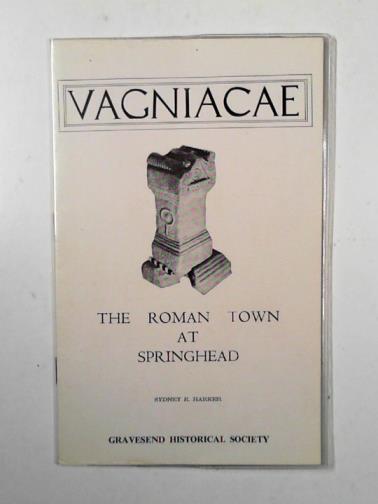 VAGNIACAE
THE ROMAN TOWN
AT
SPRINGHEAD
SYDNEY R. HARKER
GRAVESEND HISTORICAL SOCIETY